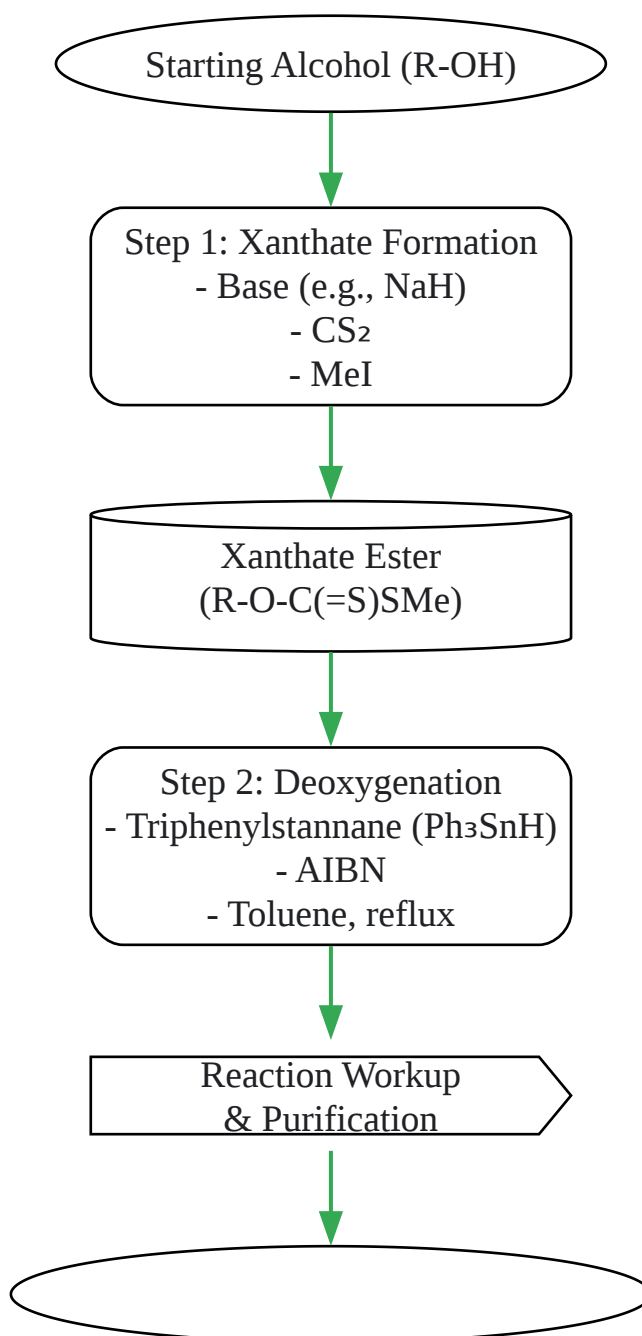 Starting Alcohol (R-OH)
Step 1: Xanthate Formation
- Base (e.g., NaH)
- CS₂
- MeI
Xanthate Ester
(R-O-C(=S)SMe)
Step 2: Deoxygenation
- Triphenylstannane (Ph₃SnH)
- AIBN
- Toluene, reflux
Reaction Workup
& Purification